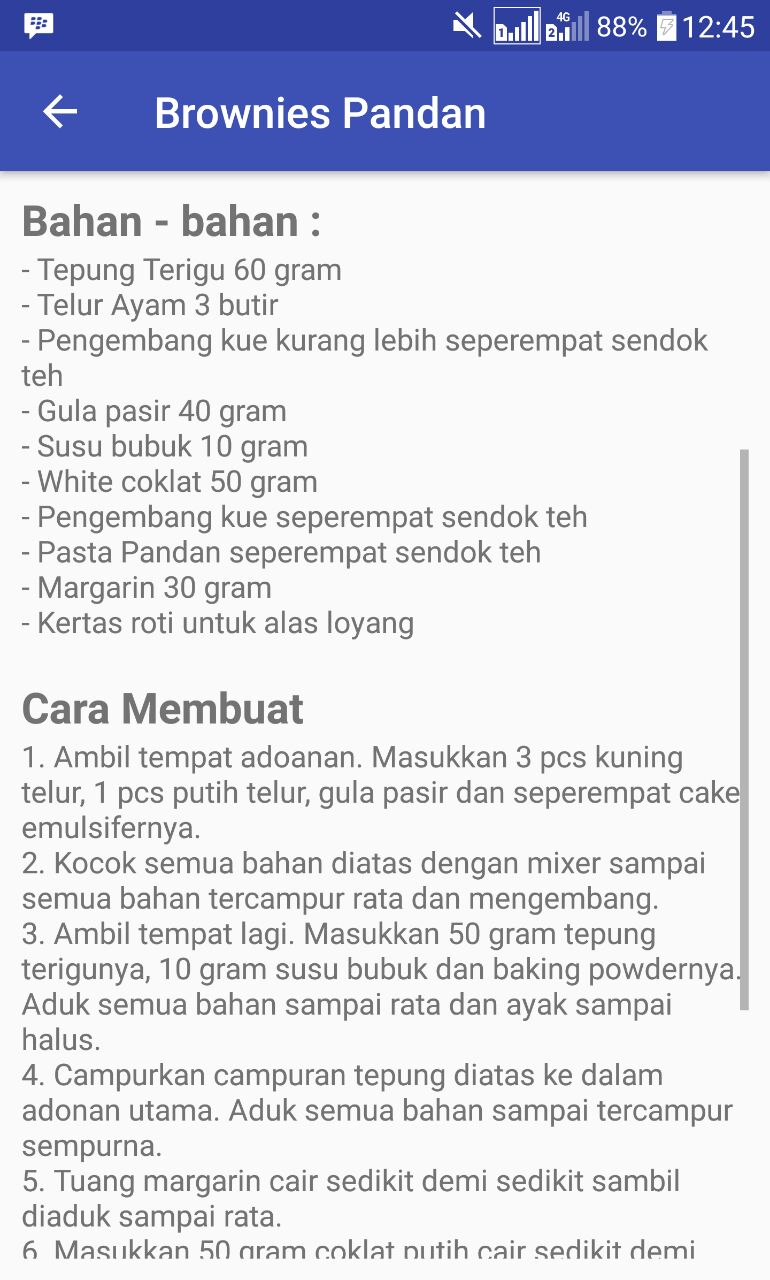 1 2 4G 88% 12:45
Brownies Pandan
Bahan - bahan :
- Tepung Terigu 60 gram
- Telur Ayam 3 butir
- Pengembang kue kurang lebih seperempat sendok
teh
- Gula pasir 40 gram
- Susu bubuk 10 gram
- White coklat 50 gram
- Pengembang kue seperempat sendok teh
- Pasta Pandan seperempat sendok teh
- Margarin 30 gram
- Kertas roti untuk alas loyang
Cara Membuat
1. Ambil tempat adoanan. Masukkan 3 pcs kuning
telur, 1 pcs putih telur, gula pasir dan seperempat cake
emulsifernya.
2. Kocok semua bahan diatas dengan mixer sampai
semua bahan tercampur rata dan mengembang.
3. Ambil tempat lagi. Masukkan 50 gram tepung
terigunya, 10 gram susu bubuk dan baking powdernya.
Aduk semua bahan sampai rata dan ayak sampai
halus.
4. Campurkan campuran tepung diatas ke dalam
adonan utama. Aduk semua bahan sampai tercampur
sempurna.
5. Tuang margarin cair sedikit demi sedikit sambil
diaduk sampai rata.
6. Masukkan 50 gram coklat putih cair sedikit demi